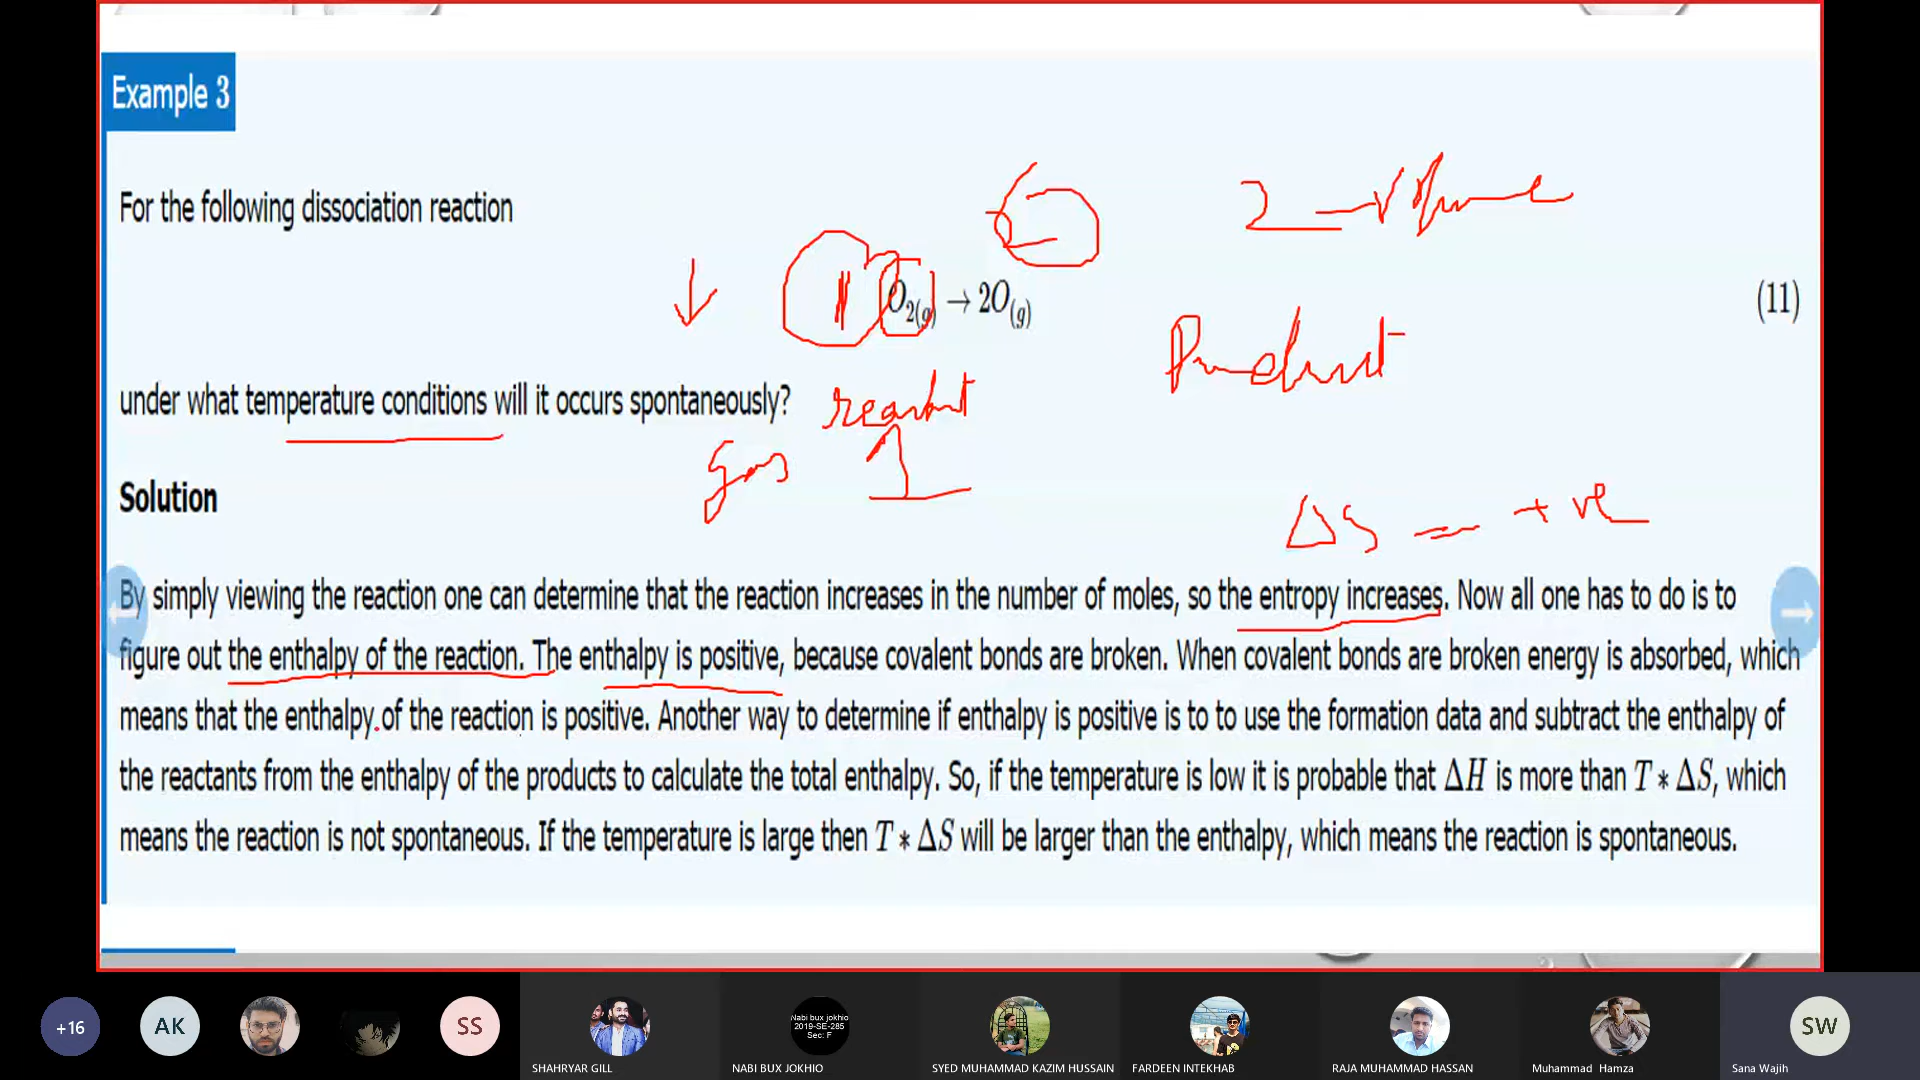 Example 3
For the following dissociation reaction
2 volume
O2(g) → 2O(g) (11)
1
Product
under what temperature conditions will it occurs spontaneously?
reactant
gas 1
Solution
ΔS = +ve
By simply viewing the reaction one can determine that the reaction increases in the number of moles, so the entropy increases. Now all one has to do is to
figure out the enthalpy of the reaction. The enthalpy is positive, because covalent bonds are broken. When covalent bonds are broken energy is absorbed, which
means that the enthalpy of the reaction is positive. Another way to determine if enthalpy is positive is to to use the formation data and subtract the enthalpy of
the reactants from the enthalpy of the products to calculate the total enthalpy. So, if the temperature is low it is probable that ΔH is more than T * ΔS, which
means the reaction is not spontaneous. If the temperature is large then T * ΔS will be larger than the enthalpy, which means the reaction is spontaneous.
+16 AK SS SW
Nabi bux jokhio
2019-SE-285
Sec: F
SHAHRYAR GILL NABI BUX JOKHIO SYED MUHAMMAD KAZIM HUSSAIN FARDEEN INTEKHAB RAJA MUHAMMAD HASSAN Muhammad Hamza Sana Wajih